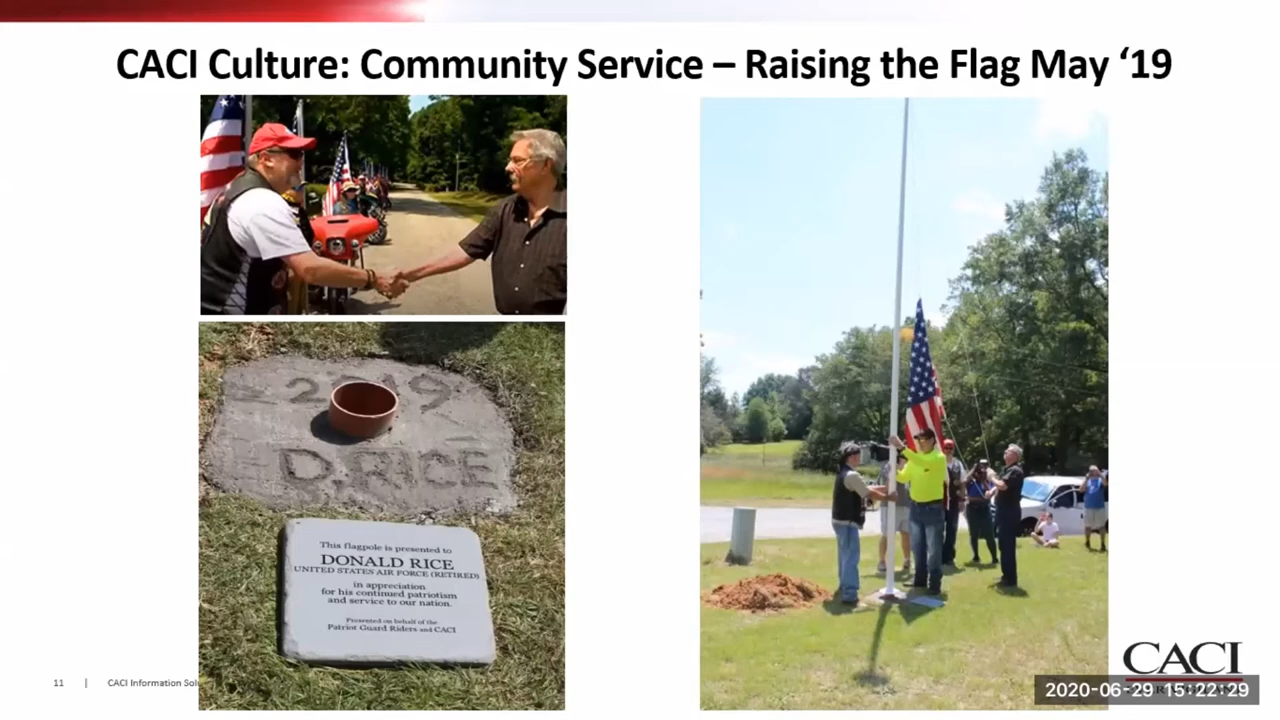 CACI Culture: Community Service – Raising the Flag May ‘19
D.RICE
This flagpole is presented to
DONALD RICE
UNITED STATES AIR FORCE (RETIRED)
in appreciation
for his continued patriotism
and service to our nation.
Presented on behalf of the
Patriot Guard Riders and CACI
11 | CACI Information
CACI
2020-06-29 15:22:29